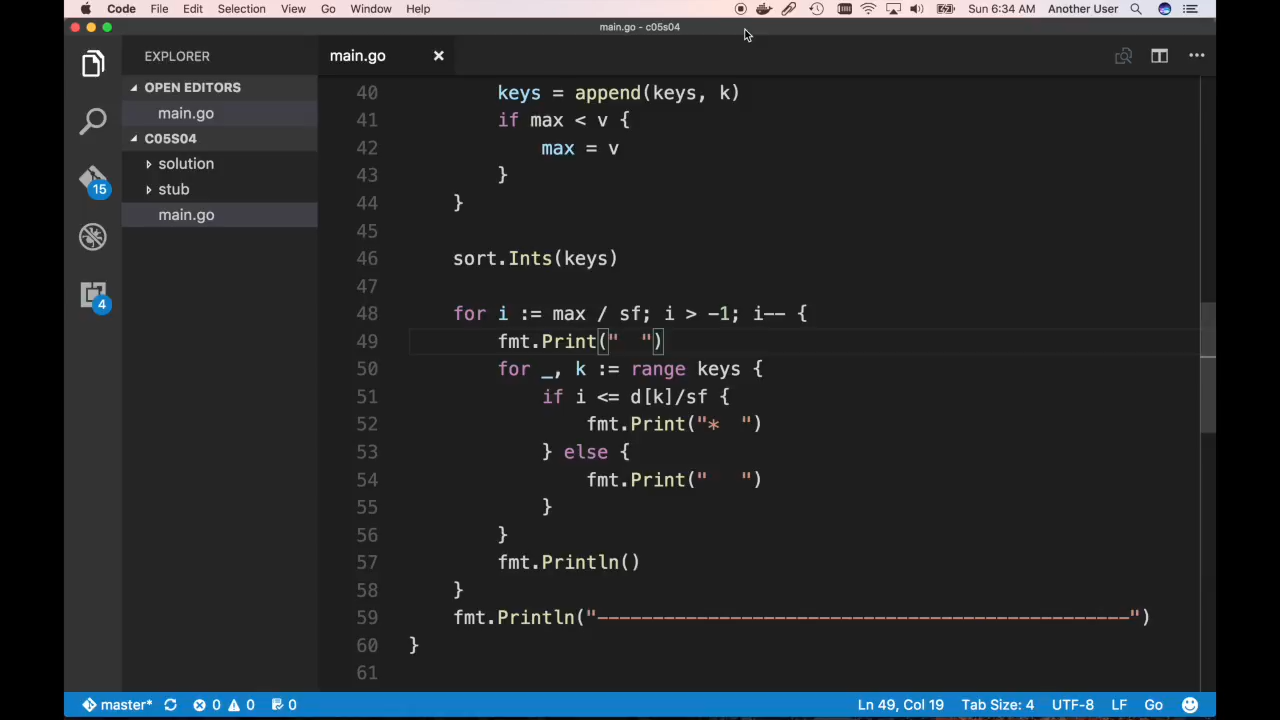 Code File Edit Selection View Go Window Help Sun 6:34 AM Another User
main.go - c05s04
EXPLORER
main.go
OPEN EDITORS
main.go
C05S04
solution
stub
main.go
15
4
40 keys = append(keys, k)
41 if max < v {
42 max = v
43 }
44 }
45
46 sort.Ints(keys)
47
48 for i := max / sf; i > -1; i-- {
49 fmt.Print("  ")
50 for _, k := range keys {
51 if i <= d[k]/sf {
52 fmt.Print("*  ")
53 } else {
54 fmt.Print("   ")
55 }
56 }
57 fmt.Println()
58 }
59 fmt.Println("------------------------------------------------")
60 }
61
master* 0 0 0 Ln 49, Col 19 Tab Size: 4 UTF-8 LF Go